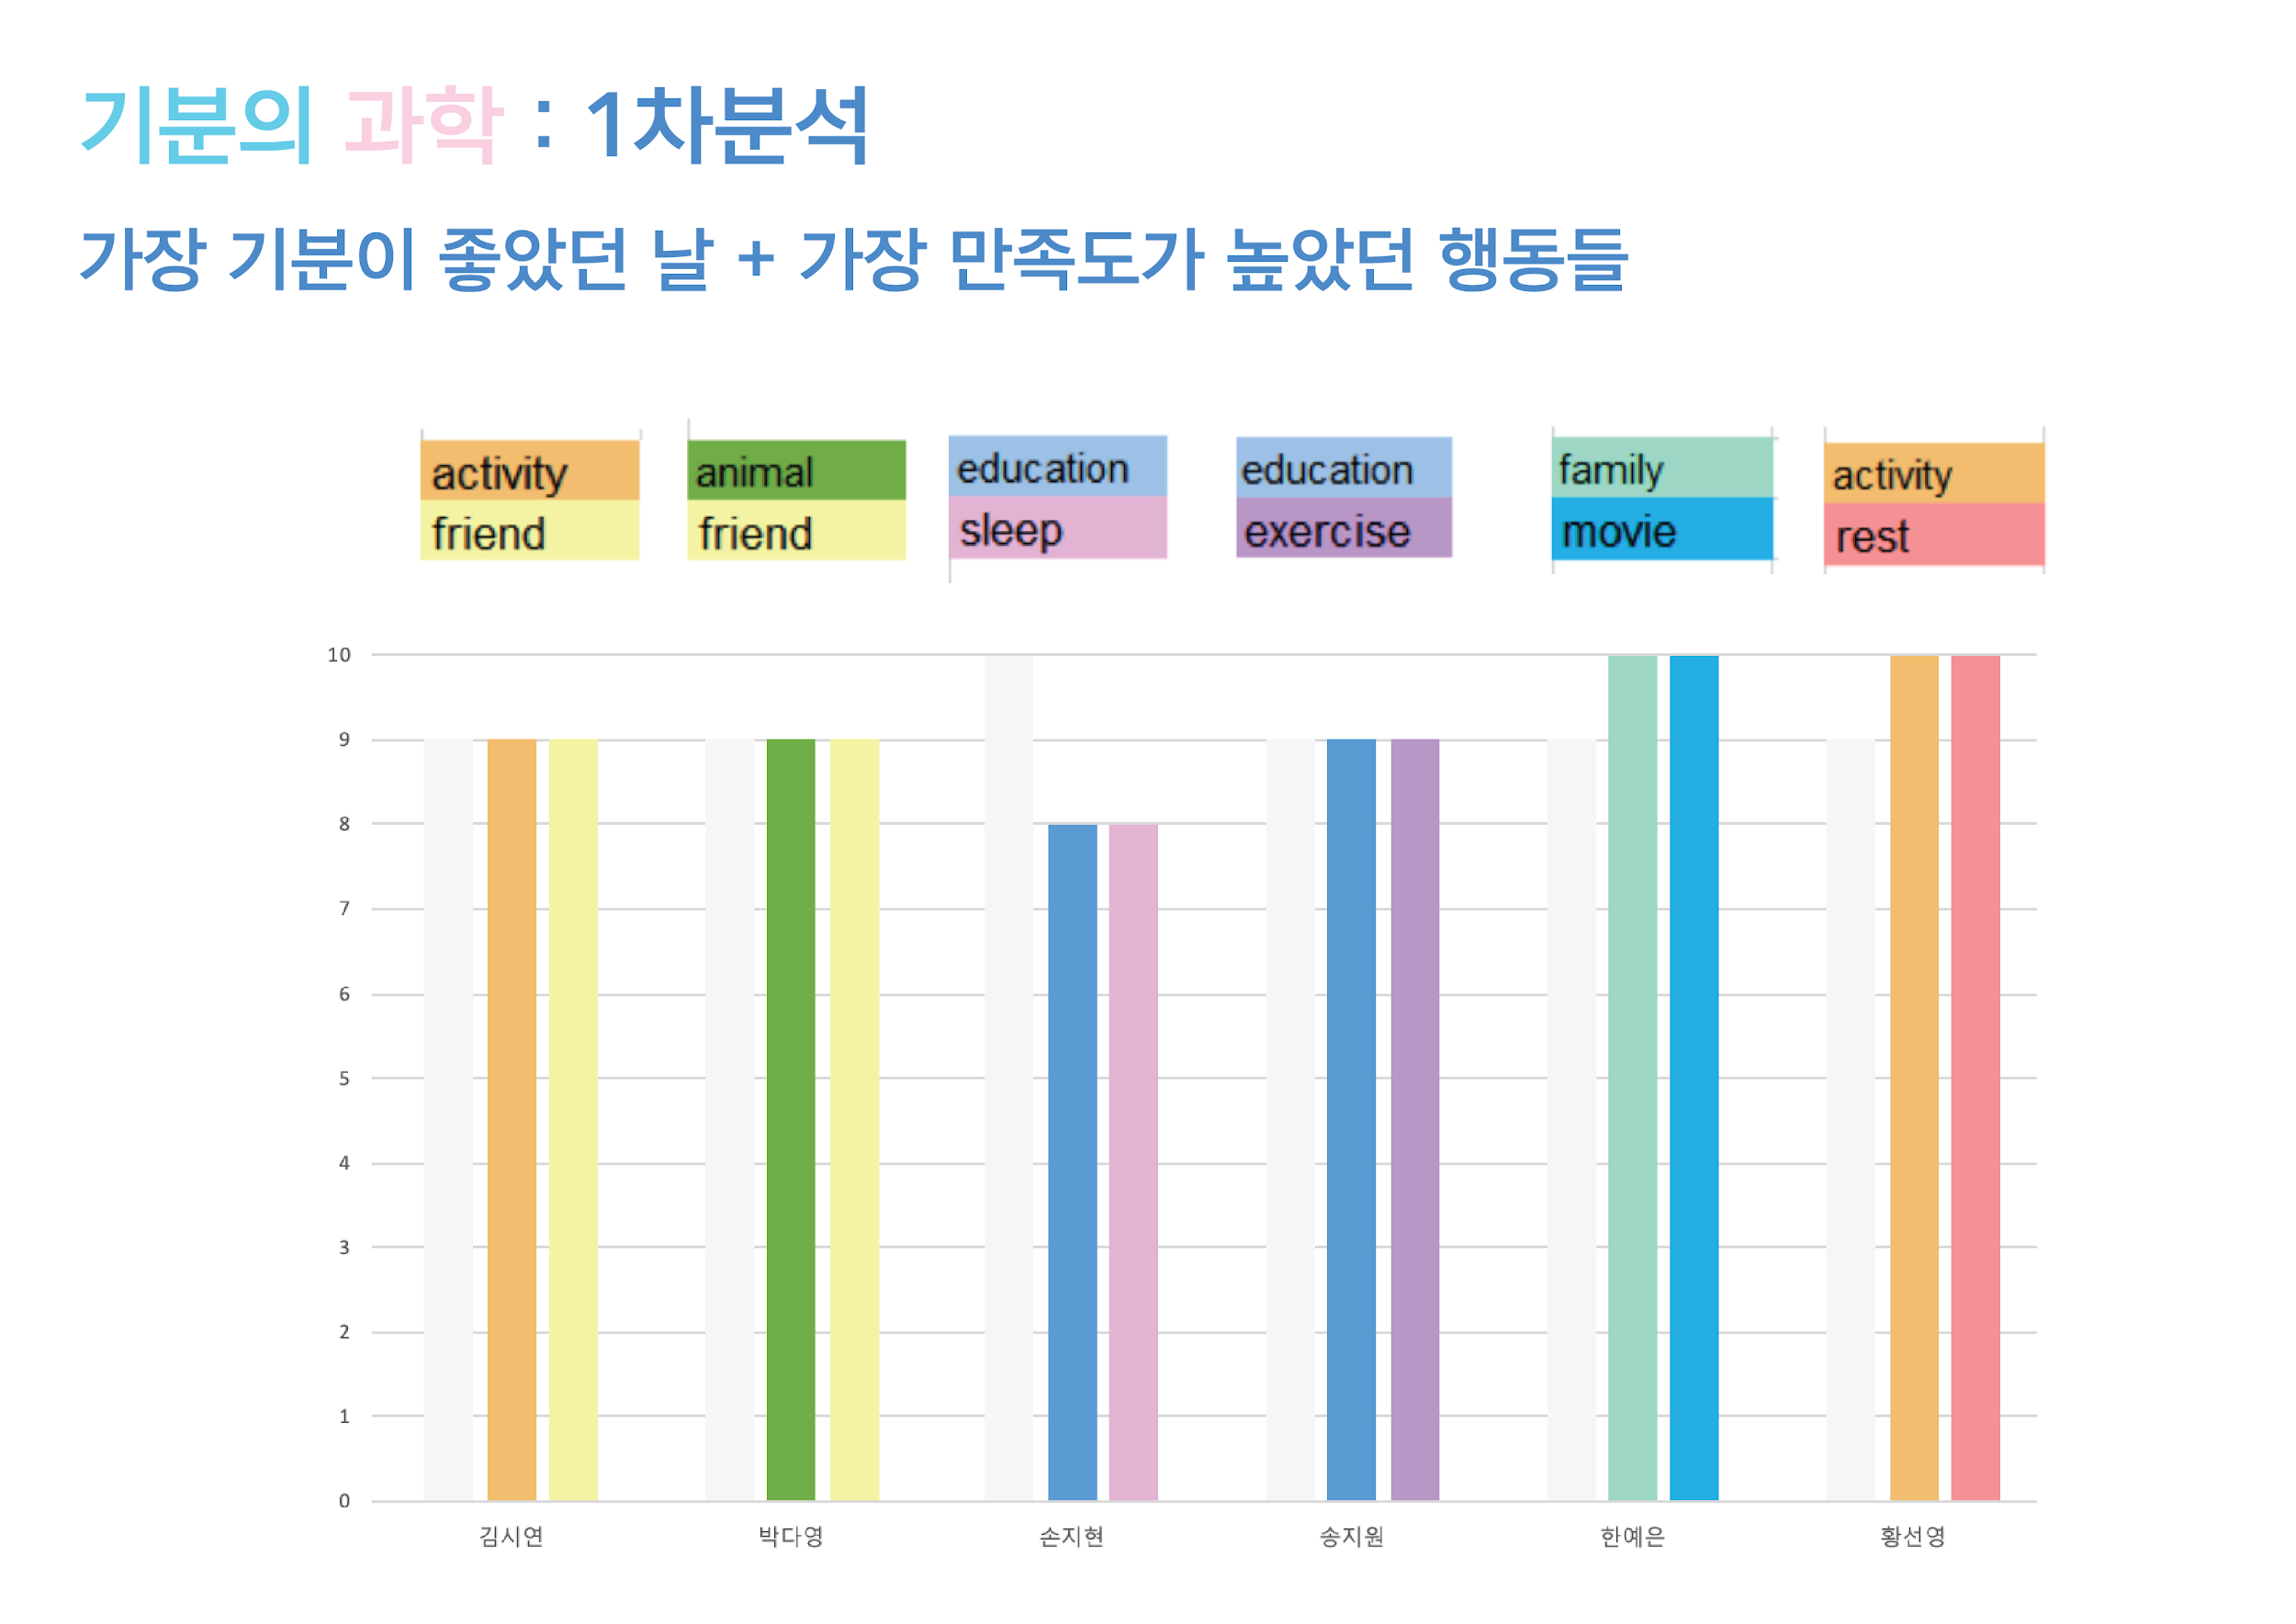 기분의 과학 : 1차분석
가장 기분이 좋았던 날 + 가장 만족도가 높았던 행동들
activity
friend
animal
friend
education
sleep
education
exercise
family
movie
activity
rest
10
9
8
7
6
5
4
3
2
1
0
김시연
박다영
손지현
송지원
한예은
황선영